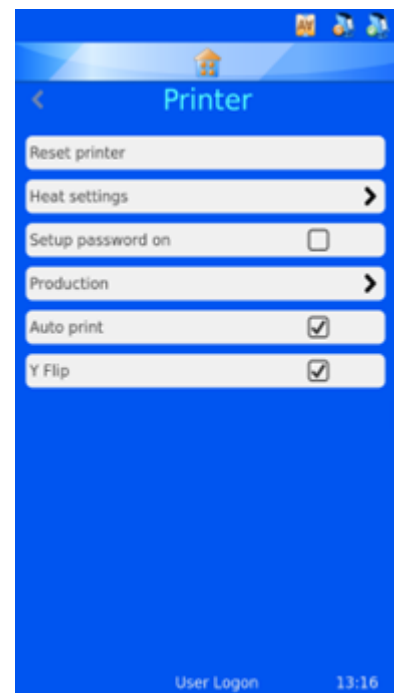 Printer
Reset printer
Heat settings
Setup password on
Production
Auto print
Y Flip
User Logon 13:16